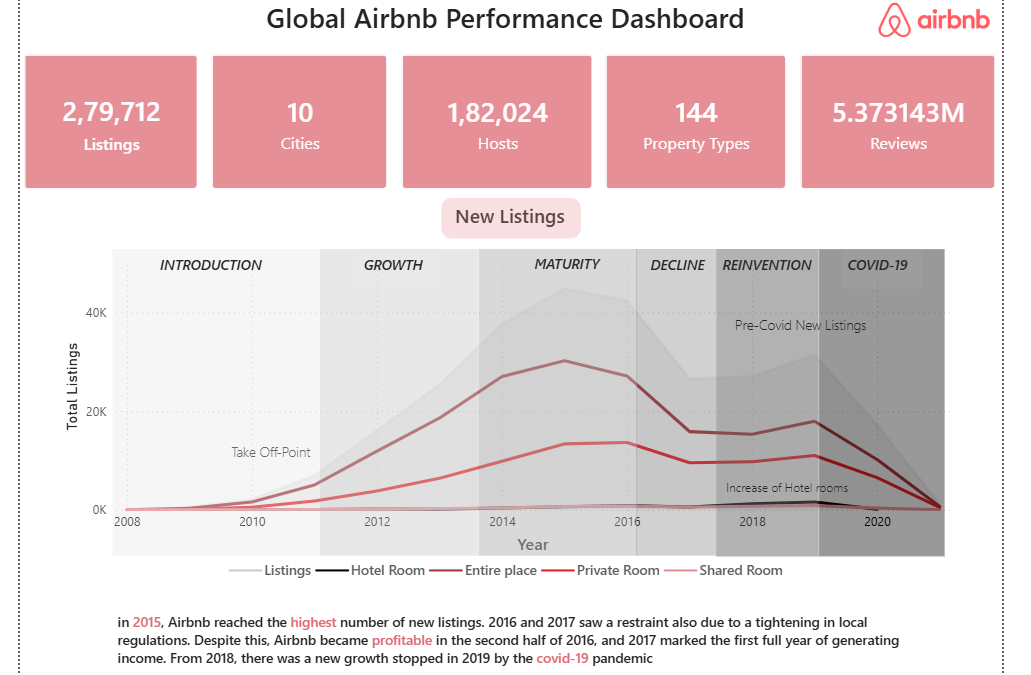 Global Airbnb Performance Dashboard
airbnb
2,79,712
Listings
10
Cities
1,82,024
Hosts
144
Property Types
5.373143M
Reviews
New Listings
INTRODUCTION
GROWTH
MATURITY
DECLINE
REINVENTION
COVID-19
40K
20K
0K
Total Listings
Pre-Covid New Listings
Take Off-Point
Increase of Hotel rooms
2008 2010 2012 2014 2016 2018 2020
Year
Listings Hotel Room Entire place Private Room Shared Room
in 2015, Airbnb reached the highest number of new listings. 2016 and 2017 saw a restraint also due to a tightening in local
regulations. Despite this, Airbnb became profitable in the second half of 2016, and 2017 marked the first full year of generating
income. From 2018, there was a new growth stopped in 2019 by the covid-19 pandemic